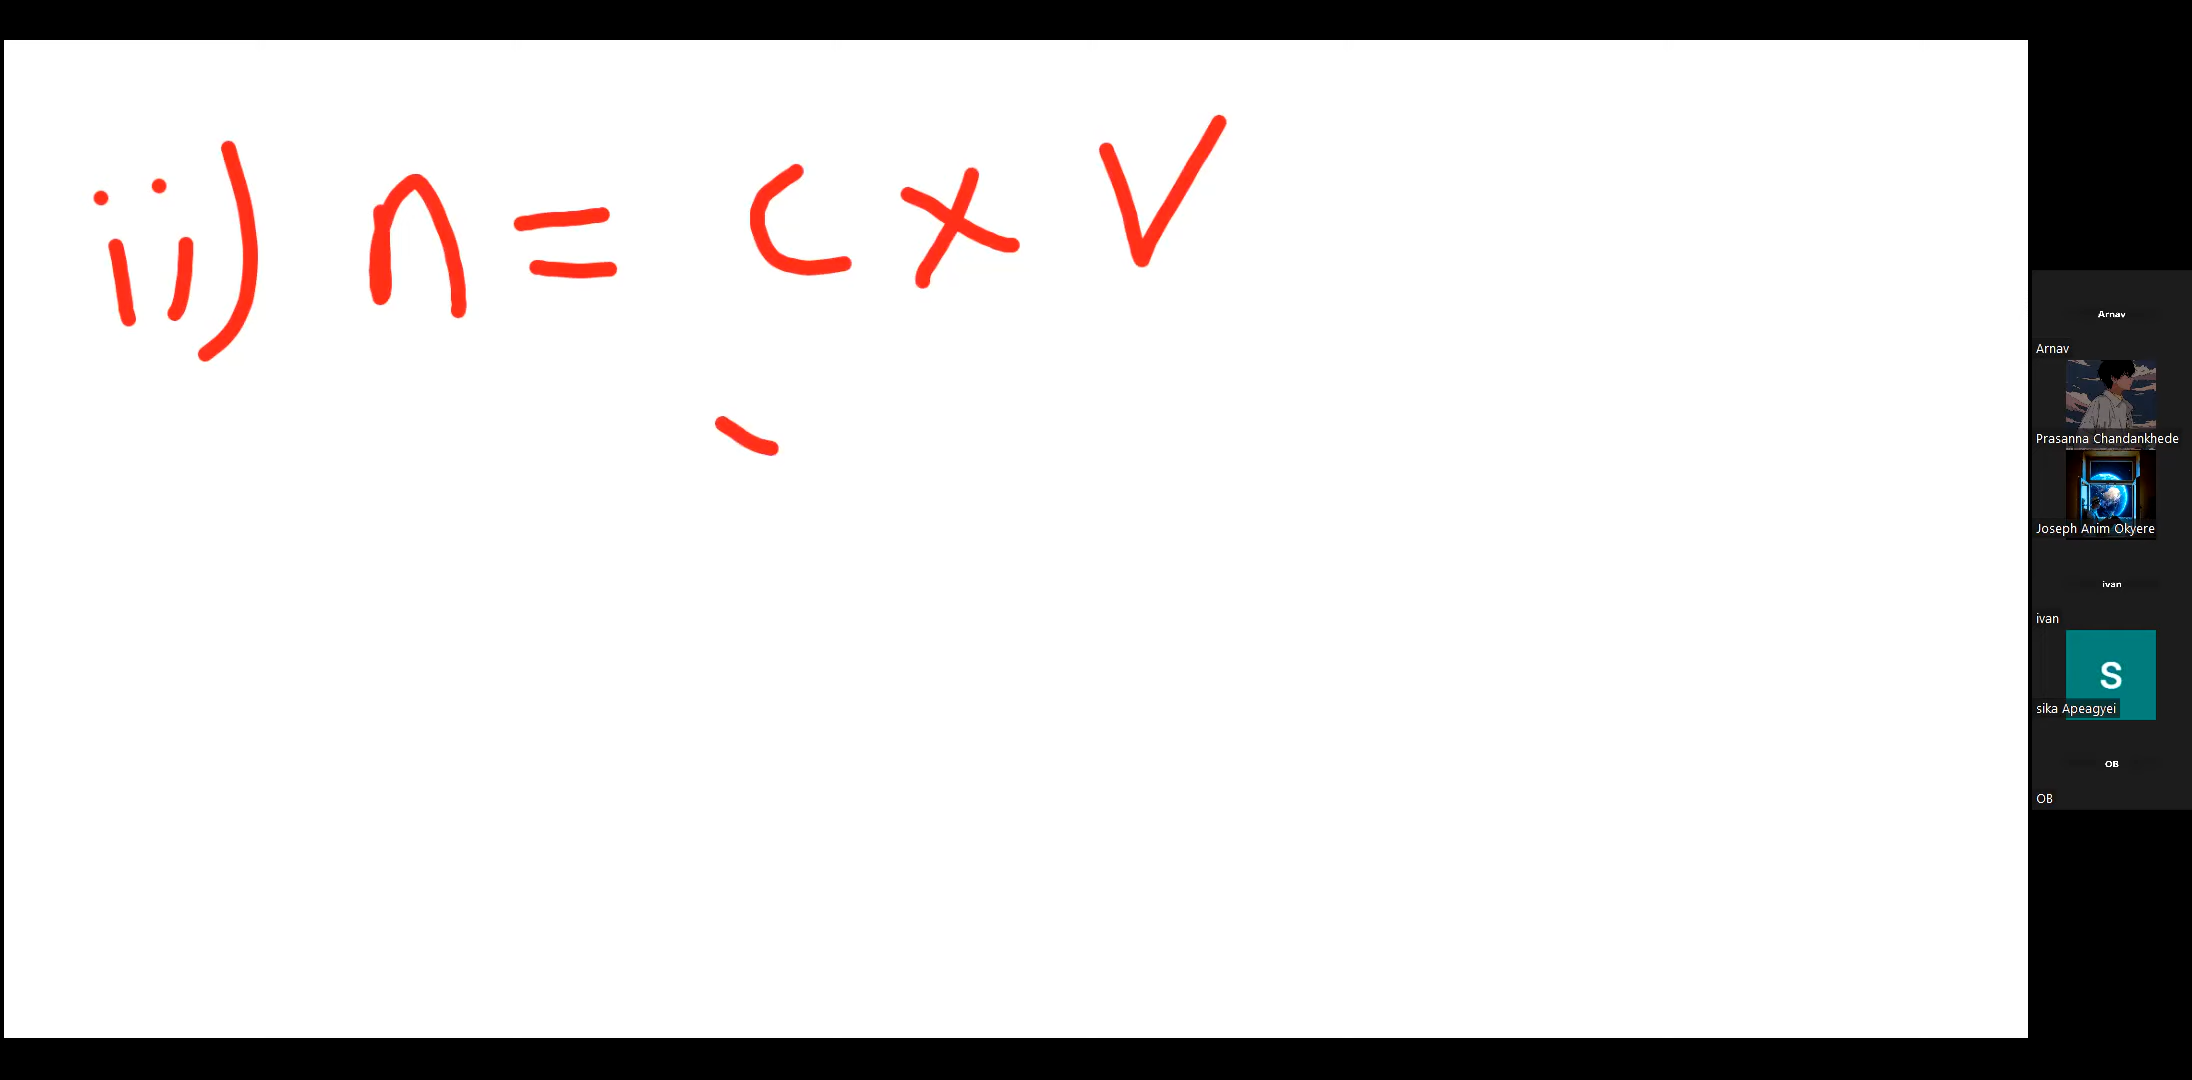 ii) n = c x V
Arnav
Arnav
Prasanna Chandankhede
Joseph Anim Okyere
ivan
ivan
S
sika Apeagyei
OB
OB